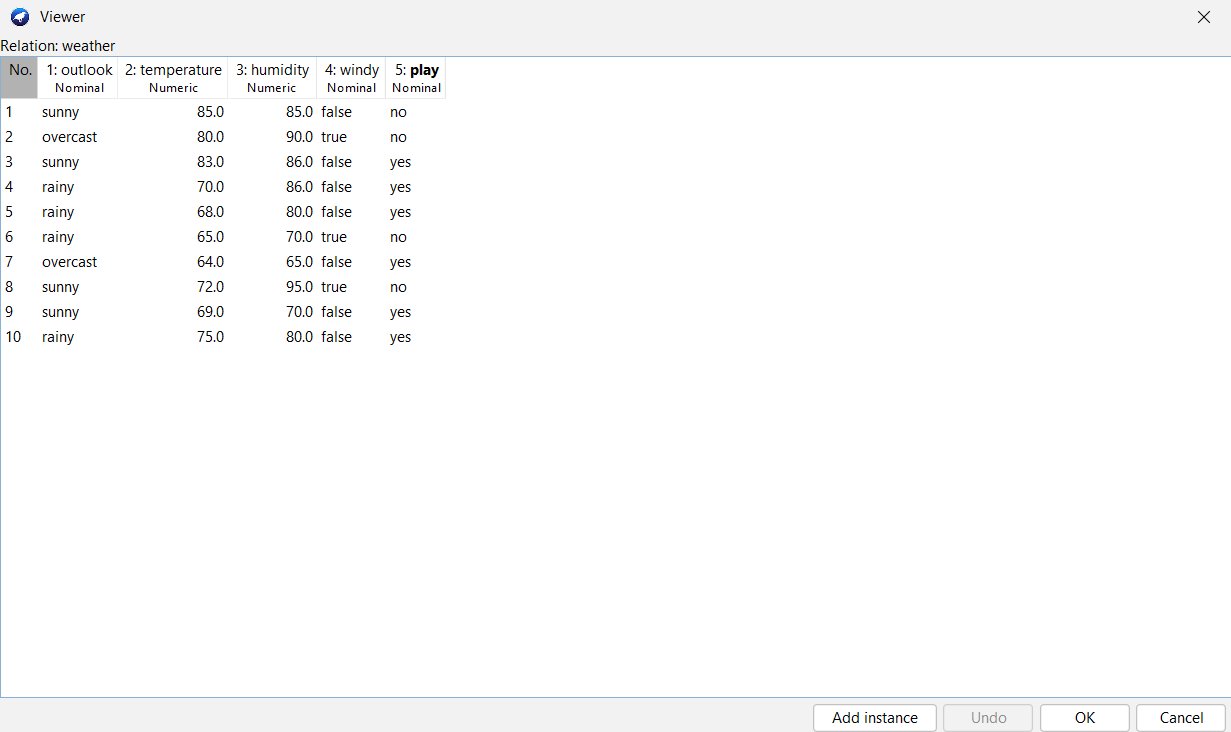 Viewer
Relation: weather
No. 1: outlook 2: temperature 3: humidity 4: windy 5: play
Nominal Numeric Numeric Nominal Nominal
1 sunny 85.0 85.0 false no
2 overcast 80.0 90.0 true no
3 sunny 83.0 86.0 false yes
4 rainy 70.0 86.0 false yes
5 rainy 68.0 80.0 false yes
6 rainy 65.0 70.0 true no
7 overcast 64.0 65.0 false yes
8 sunny 72.0 95.0 true no
9 sunny 69.0 70.0 false yes
10 rainy 75.0 80.0 false yes
Add instance Undo OK Cancel